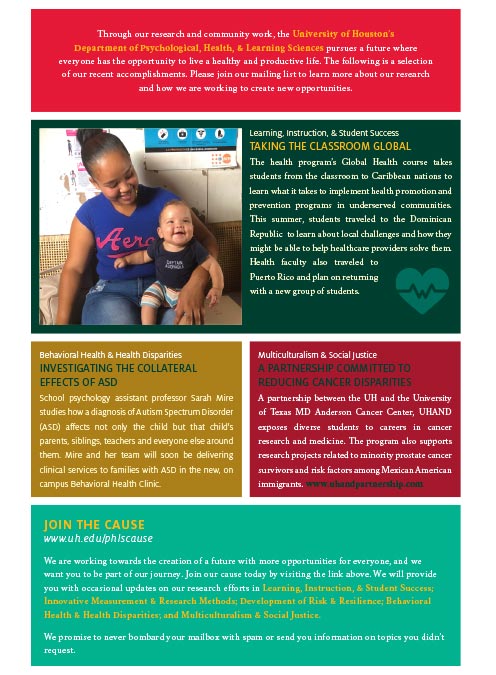 Through our research and community work, the University of Houston's
Department of Psychological, Health, & Learning Sciences pursues a future where
everyone has the opportunity to live a healthy and productive life. The following is a selection
of our recent accomplishments. Please join our mailing list to learn more about our research
and how we are working to create new opportunities.
Aero
Learning, Instruction, & Student Success
TAKING THE CLASSROOM GLOBAL
The health program's Global Health course takes
students from the classroom to Caribbean nations to
learn what it takes to implement health promotion and
prevention programs in underserved communities.
This summer, students traveled to the Dominican
Republic to learn about local challenges and how they
might be able to help healthcare providers solve them.
Health faculty also traveled to
Puerto Rico and plan on returning
with a new group of students.
Behavioral Health & Health Disparities
INVESTIGATING THE COLLATERAL
EFFECTS OF ASD
School psychology assistant professor Sarah Mire
studies how a diagnosis of Autism Spectrum Disorder
(ASD) affects not only the child but that child's
parents, siblings, teachers and everyone else around
them. Mire and her team will soon be delivering
clinical services to families with ASD in the new, on
campus Behavioral Health Clinic.
Multiculturalism & Social Justice
A PARTNERSHIP COMMITTED TO
REDUCING CANCER DISPARITIES
A partnership between the UH and the University
of Texas MD Anderson Cancer Center, UHAND
exposes diverse students to careers in cancer
research and medicine. The program also supports
research projects related to minority prostate cancer
survivors and risk factors among Mexican American
immigrants. www.uhandpartnership.com
JOIN THE CAUSE
www.uh.edu/phlscause
We are working towards the creation of a future with more opportunities for everyone, and we
want you to be part of our journey. Join our cause today by visiting the link above. We will provide
you with occasional updates on our research efforts in Learning, Instruction, & Student Success;
Innovative Measurement & Research Methods; Development of Risk & Resilience; Behavioral
Health & Health Disparities; and Multiculturalism & Social Justice.
We promise to never bombard your mailbox with spam or send you information on topics you didn't
request.